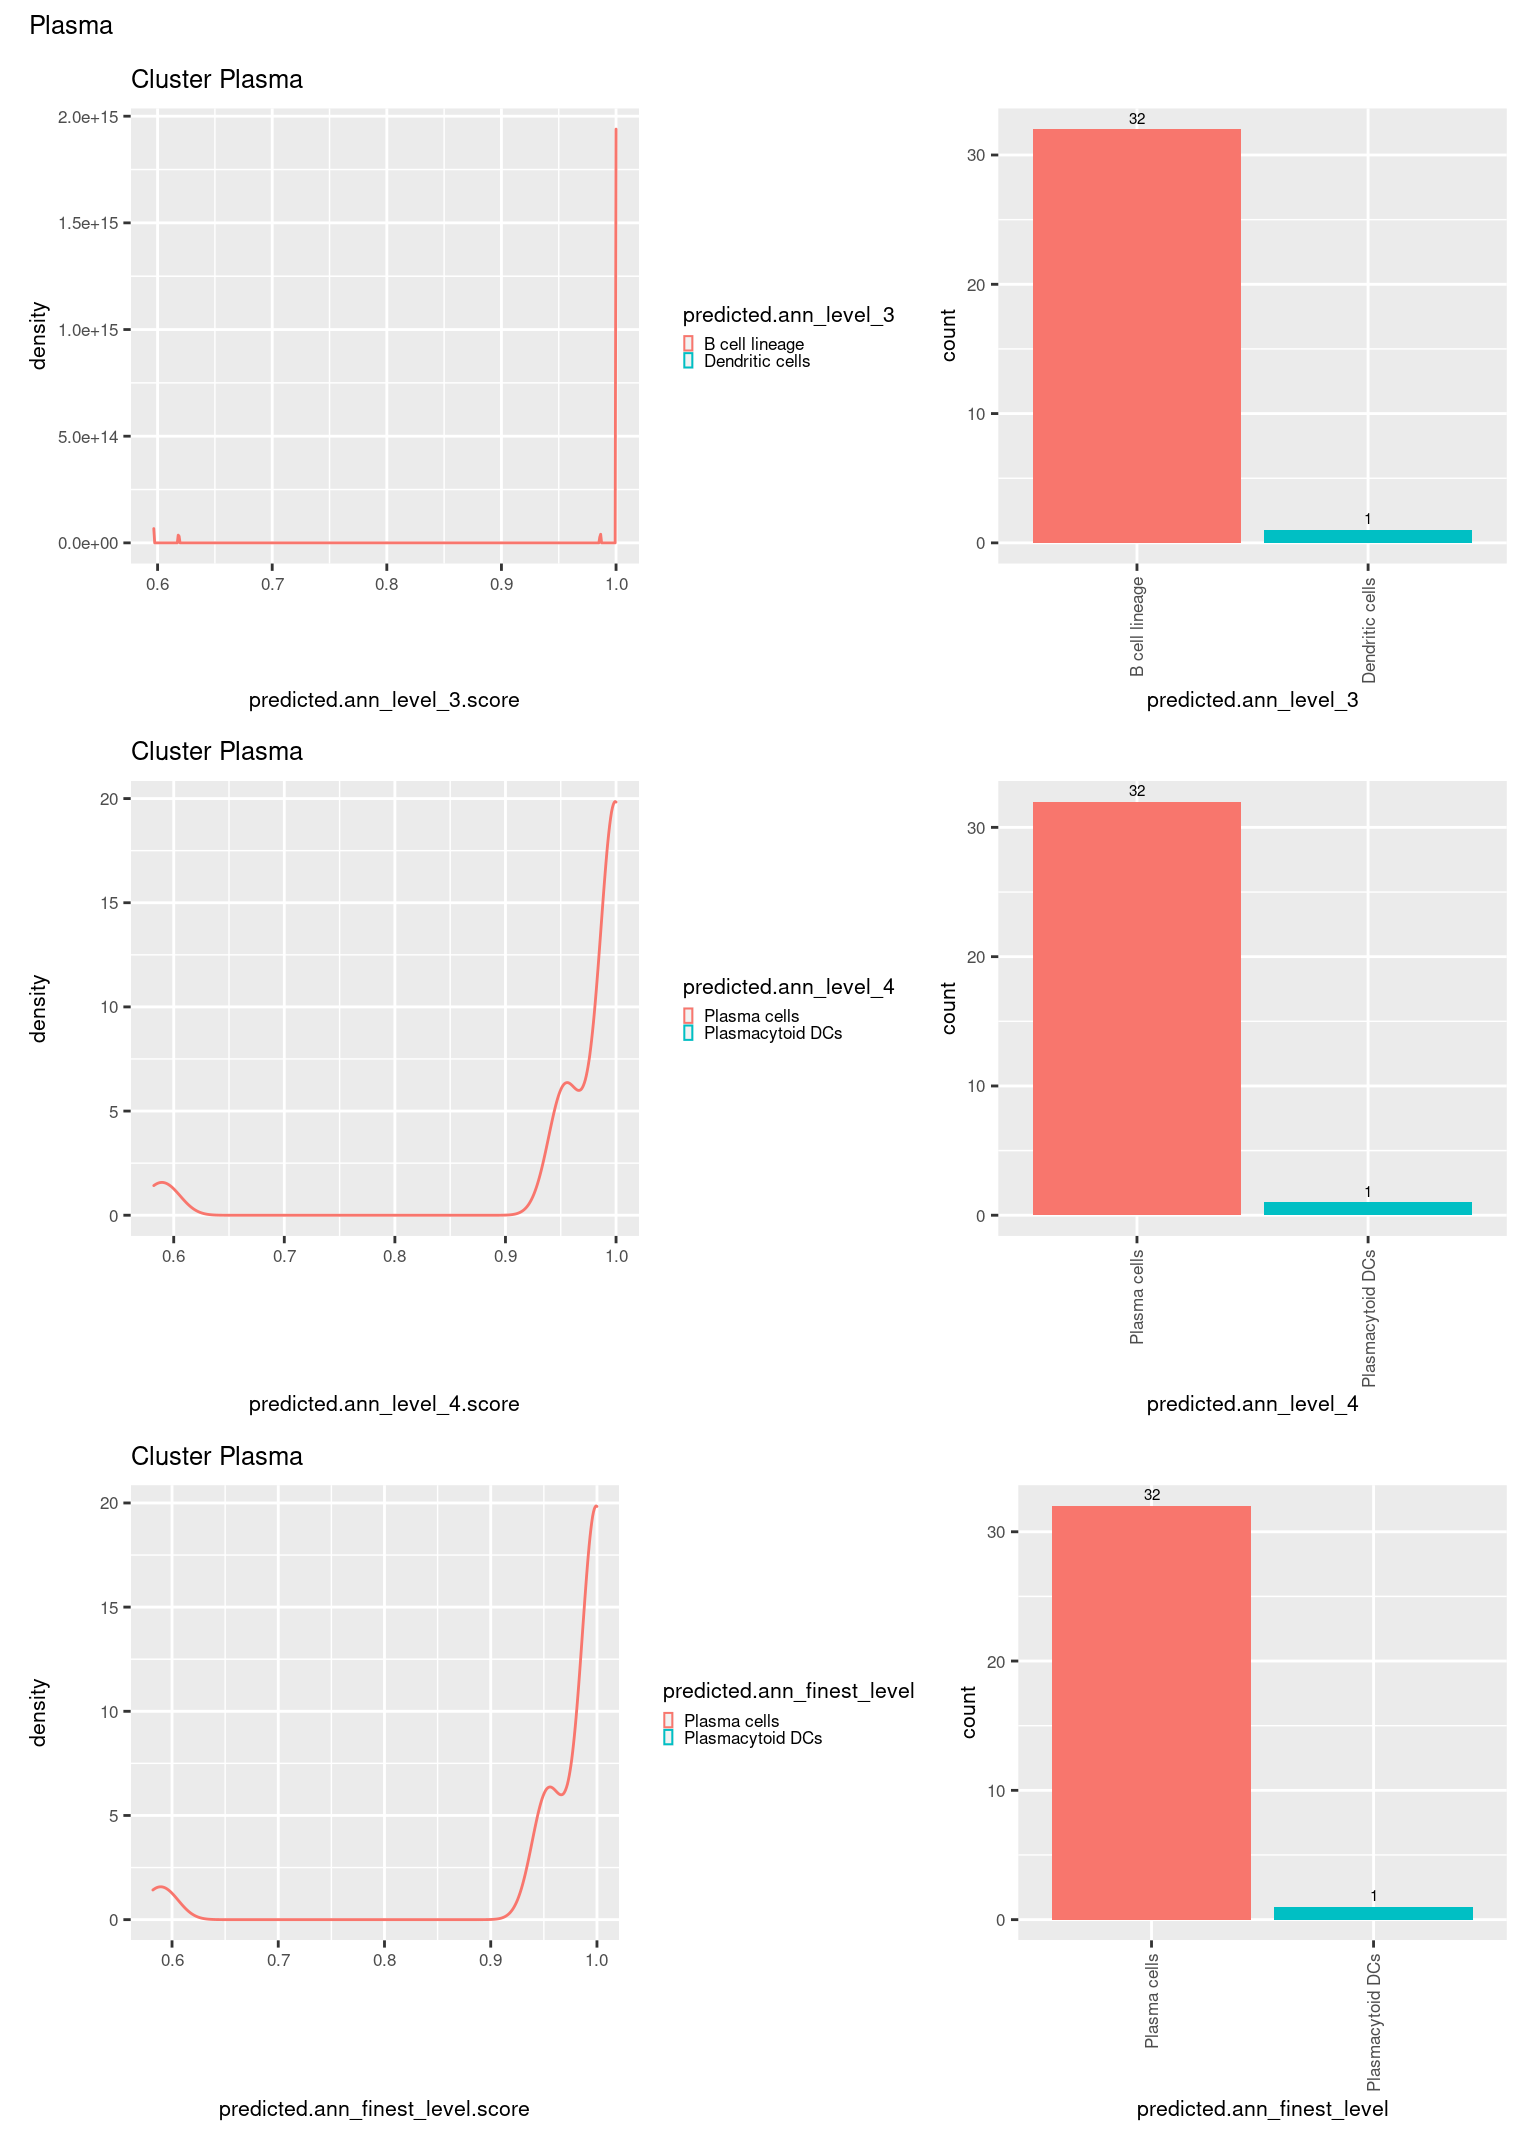 Plasma
Cluster Plasma
2.0e+15
1.5e+15
1.0e+15
5.0e+14
0.0e+00
density
0.6 0.7 0.8 0.9 1.0
predicted.ann_level_3.score
predicted.ann_level_3
B cell lineage
Dendritic cells
32
1
30
20
10
0
count
B cell lineage
Dendritic cells
predicted.ann_level_3
Cluster Plasma
20
15
10
5
0
density
0.6 0.7 0.8 0.9 1.0
predicted.ann_level_4.score
predicted.ann_level_4
Plasma cells
Plasmacytoid DCs
32
1
30
20
10
0
count
Plasma cells
Plasmacytoid DCs
predicted.ann_level_4
Cluster Plasma
20
15
10
5
0
density
0.6 0.7 0.8 0.9 1.0
predicted.ann_finest_level.score
predicted.ann_finest_level
Plasma cells
Plasmacytoid DCs
32
1
30
20
10
0
count
Plasma cells
Plasmacytoid DCs
predicted.ann_finest_level